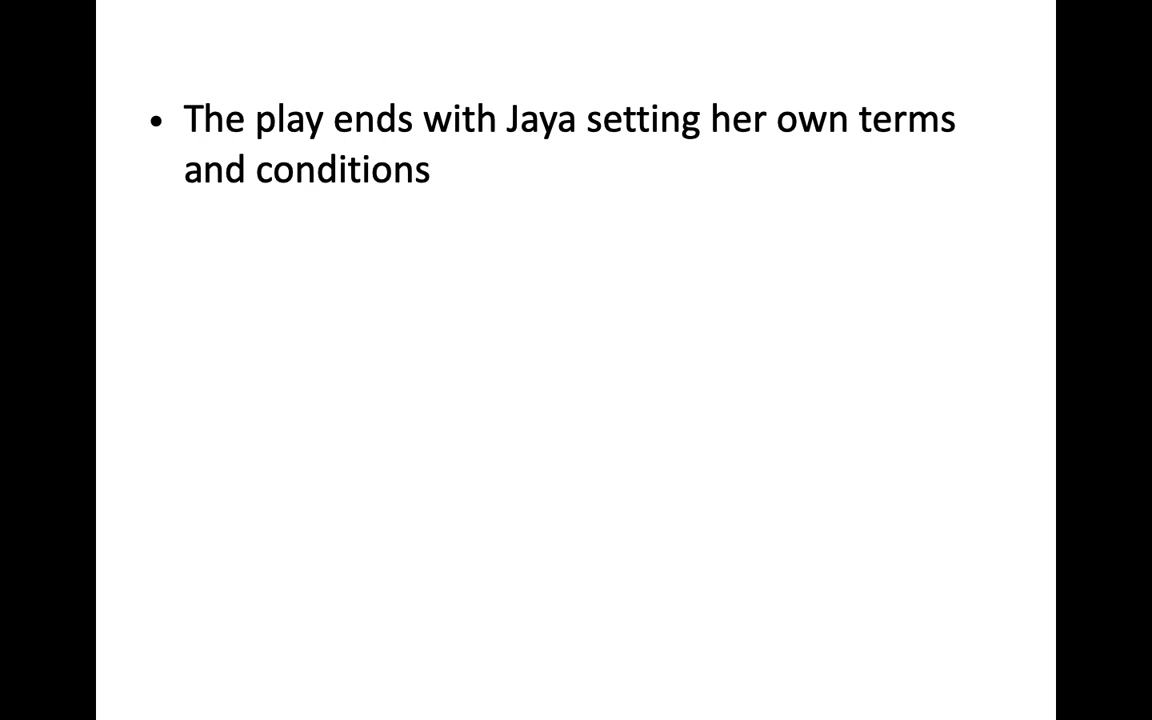 • The play ends with Jaya setting her own terms
and conditions